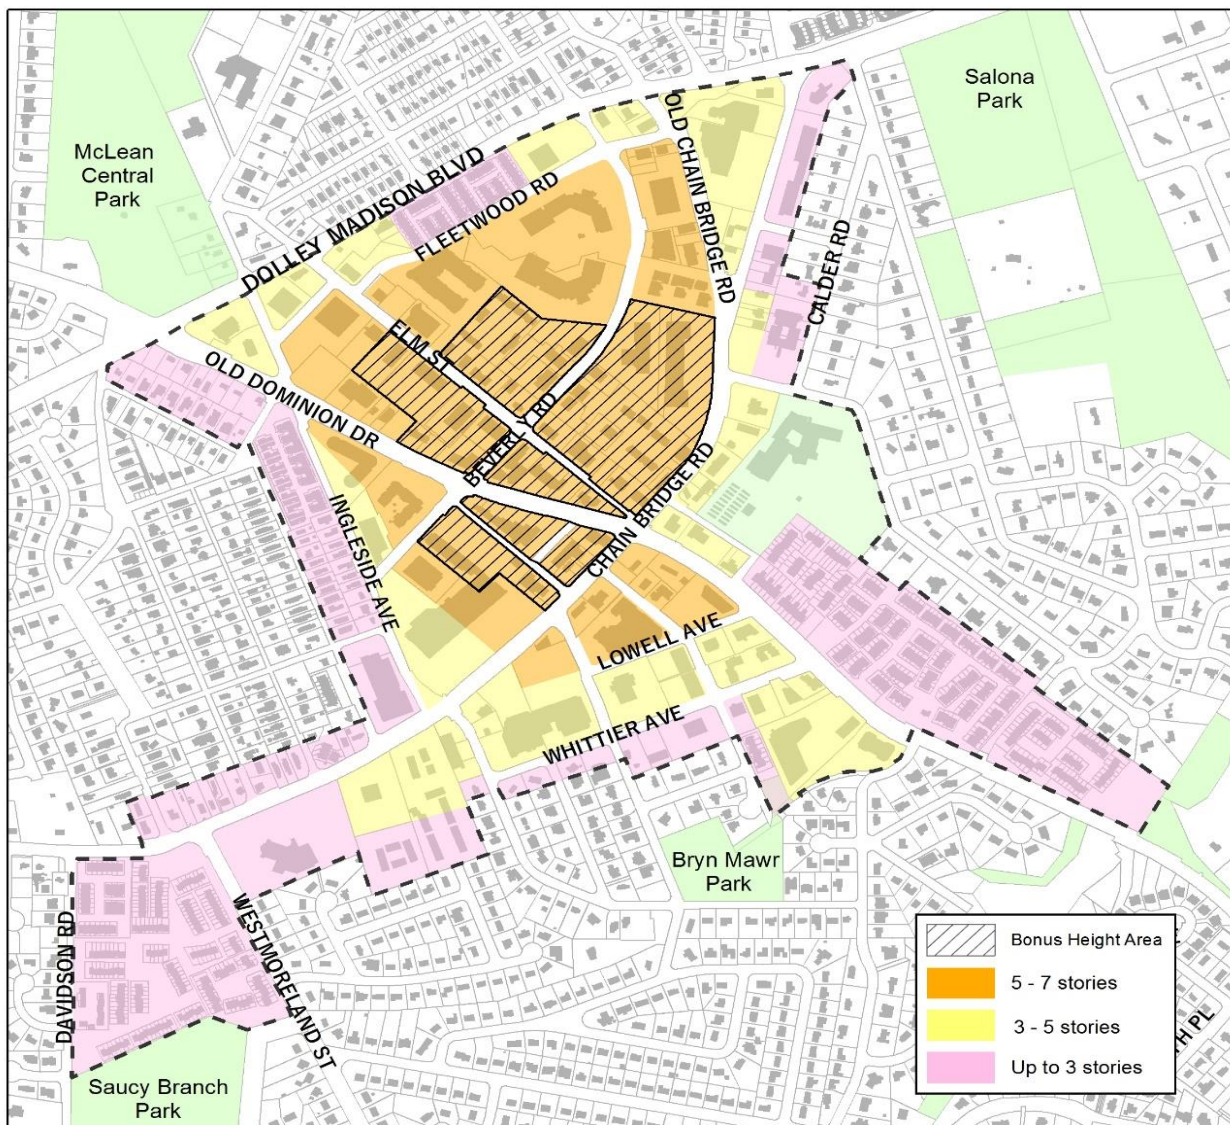 Salona
Park
McLean
Central
Park
DOLLEY MADISON BLVD
FLEETWOOD RD
OLD CHAIN BRIDGE RD
CALDER RD
OLD DOMINION DR
ELM ST
BEVERLY RD
CHAIN BRIDGE RD
INGLESIDE AVE
LOWELL AVE
WHITTIER AVE
Bryn Mawr
Park
DAVIDSON RD
WESTMORELAND ST
Saucy Branch
Park
Bonus Height Area
5 - 7 stories
3 - 5 stories
Up to 3 stories
PL